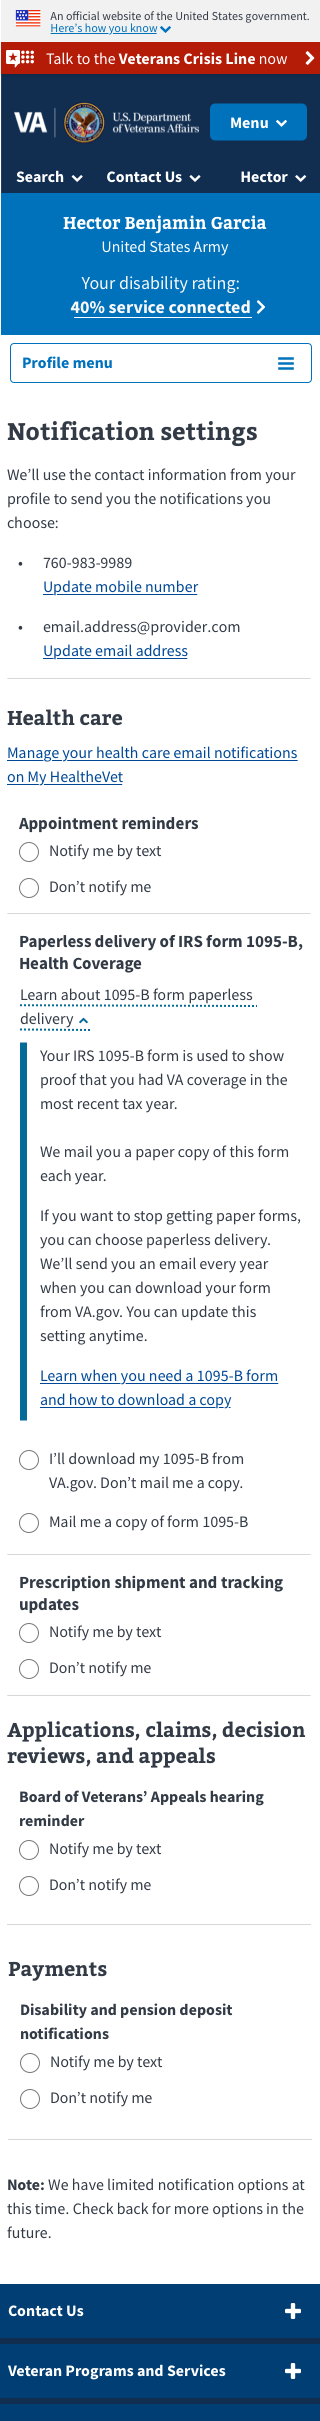 An official website of the United States government.
Here's how you know
Talk to the Veterans Crisis Line now
VA
U.S. Department
of Veterans Affairs
Menu
Search
Contact Us
Hector
Hector Benjamin Garcia
United States Army
Your disability rating:
40% service connected
Profile menu
Notification settings
We'll use the contact information from your
profile to send you the notifications you
choose:
• 760-983-9989
Update mobile number
• email.address@provider.com
Update email address
Health care
Manage your health care email notifications
on My HealtheVet
Appointment reminders
Notify me by text
Don't notify me
Paperless delivery of IRS form 1095-B,
Health Coverage
Learn about 1095-B form paperless
delivery
Your IRS 1095-B form is used to show
proof that you had VA coverage in the
most recent tax year.
We mail you a paper copy of this form
each year.
If you want to stop getting paper forms,
you can choose paperless delivery.
We'll send you an email every year
when you can download your form
from VA.gov. You can update this
setting anytime.
Learn when you need a 1095-B form
and how to download a copy
I'll download my 1095-B from
VA.gov. Don't mail me a copy.
Mail me a copy of form 1095-B
Prescription shipment and tracking
updates
Notify me by text
Don't notify me
Applications, claims, decision
reviews, and appeals
Board of Veterans' Appeals hearing
reminder
Notify me by text
Don't notify me
Payments
Disability and pension deposit
notifications
Notify me by text
Don't notify me
Note: We have limited notification options at
this time. Check back for more options in the
future.
Contact Us
Veteran Programs and Services